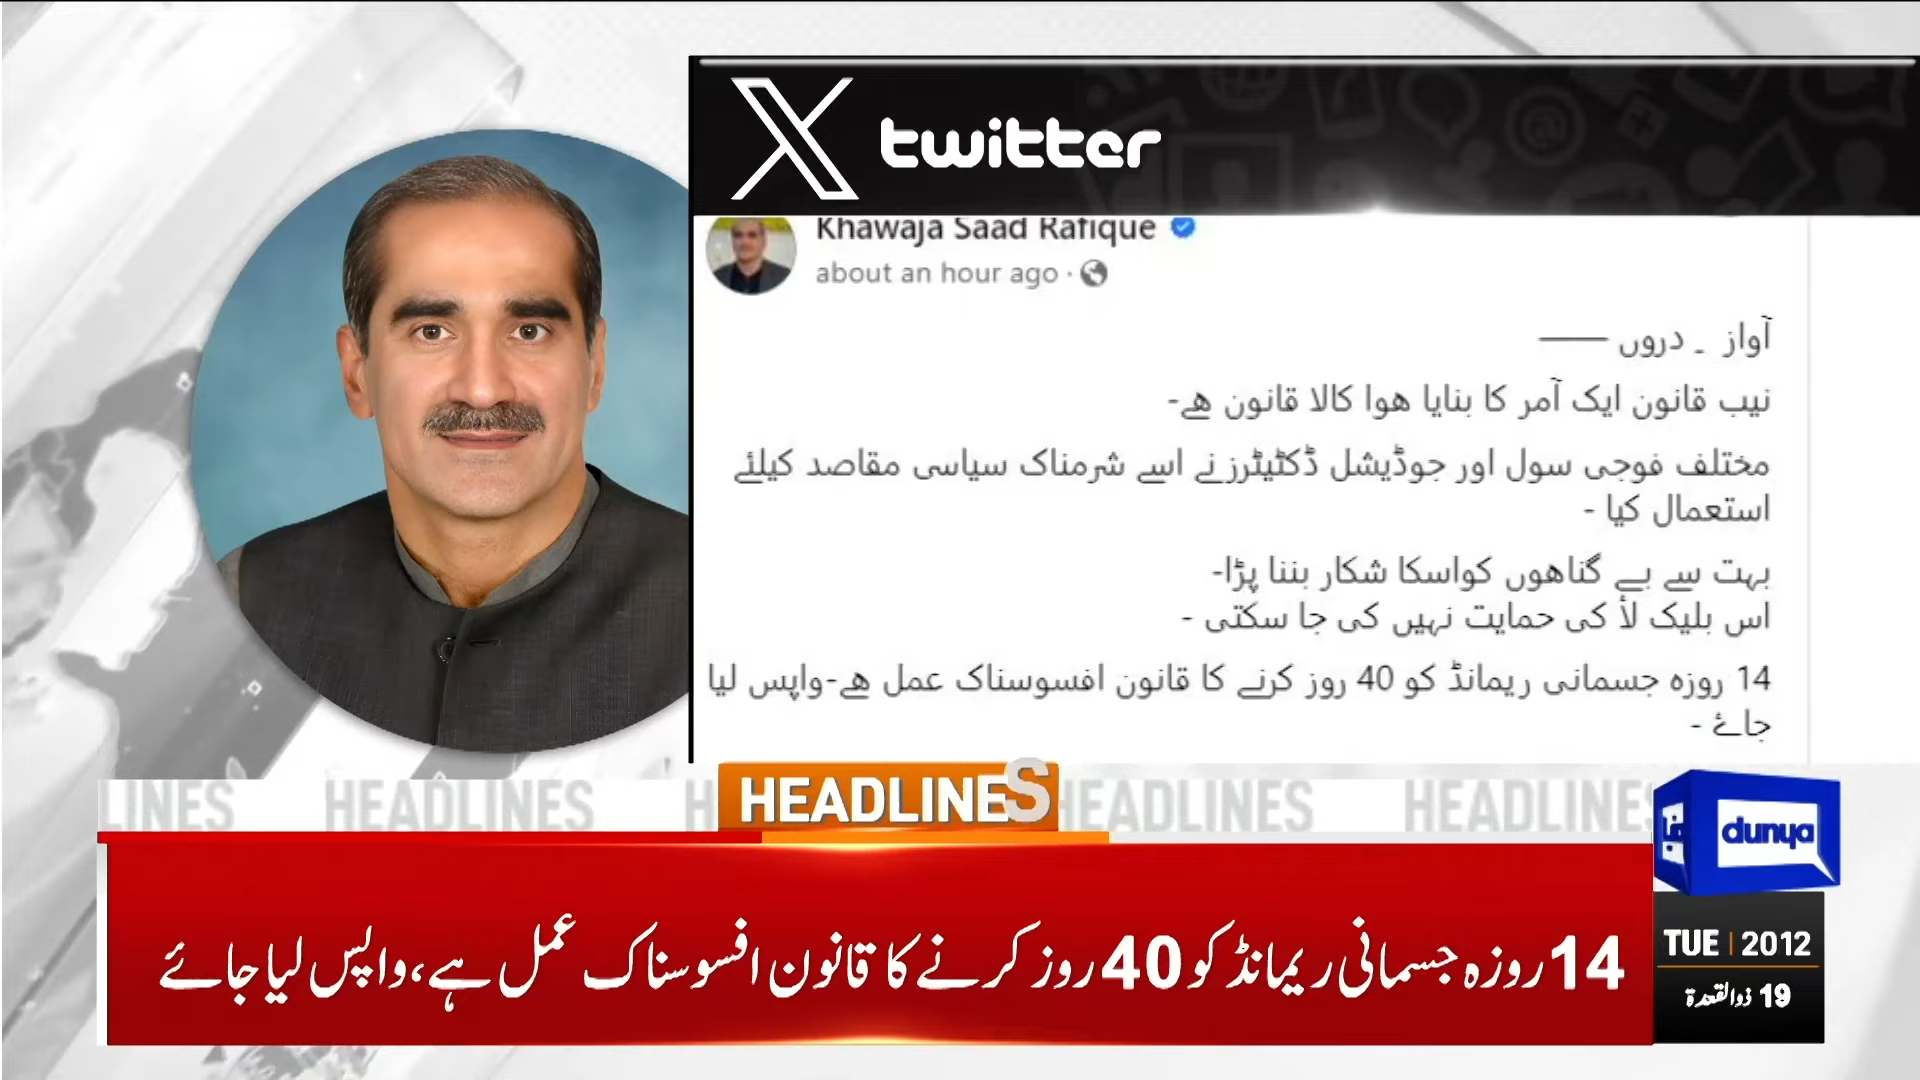 twitter
Khawaja Saad Rafique
about an hour ago ·
آواز ۔ دروں ——
نیب قانون ایک آمر کا بنایا ھوا کالا قانون ھے-
مختلف فوجی سول اور جوڈیشل ڈکٹیٹرزنے اسے شرمناک سیاسی مقاصد کیلئے
استعمال کیا -
بہت سے بے گناھوں کواسکا شکار بننا پڑا-
اس بلیک لأ کی حمایت نہیں کی جا سکتی -
14 روزہ جسمانی ریمانڈ کو 40 روز کرنے کا قانون افسوسناک عمل ھے-واپس لیا
جاۓ -
LINES HEADLINES HEADLINES HEADLINES
HEADLINES
dunya
14 روزہ جسمانی ریمانڈ کو 40 روز کرنے کا قانون افسوسناک عمل ہے، واپس لیا جائے
TUE | 2012
19 ذوالقعدۃ